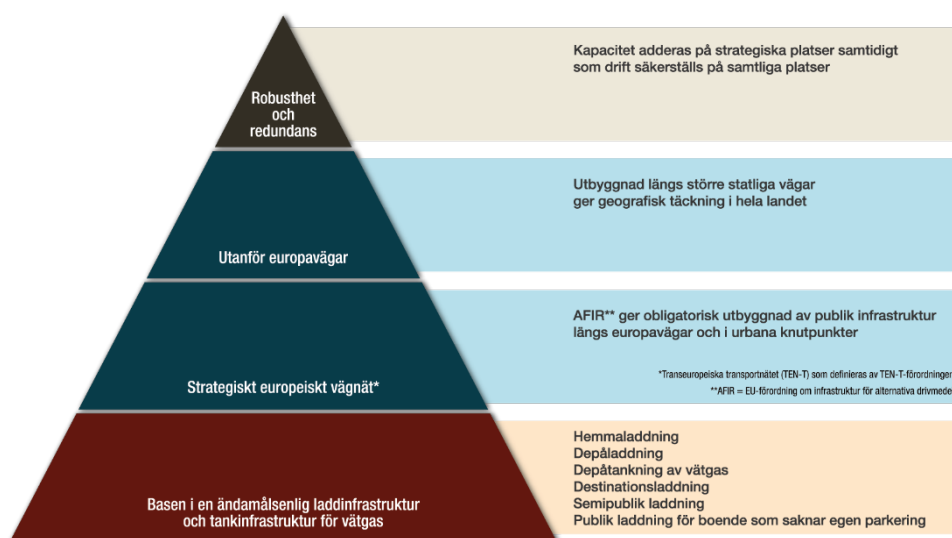 Robusthet
och
redundans
Kapacitet adderas på strategiska platser samtidigt
som drift säkerställs på samtliga platser
Utanför europavägar
Utbyggnad längs större statliga vägar
ger geografisk täckning i hela landet
Strategiskt europeiskt vägnät*
AFIR** ger obligatorisk utbyggnad av publik infrastruktur
längs europavägar och i urbana knutpunkter
*Transeuropeiska transportnätet (TEN-T) som definieras av TEN-T-förordningen
**AFIR = EU-förordning om infrastruktur för alternativa drivmede
Basen i en ändamålsenlig laddinfrastruktur
och tankinfrastruktur för vätgas
Hemmaladdning
Depåladdning
Depåtankning av vätgas
Destinationsladdning
Semipublik laddning
Publik laddning för boende som saknar egen parkering